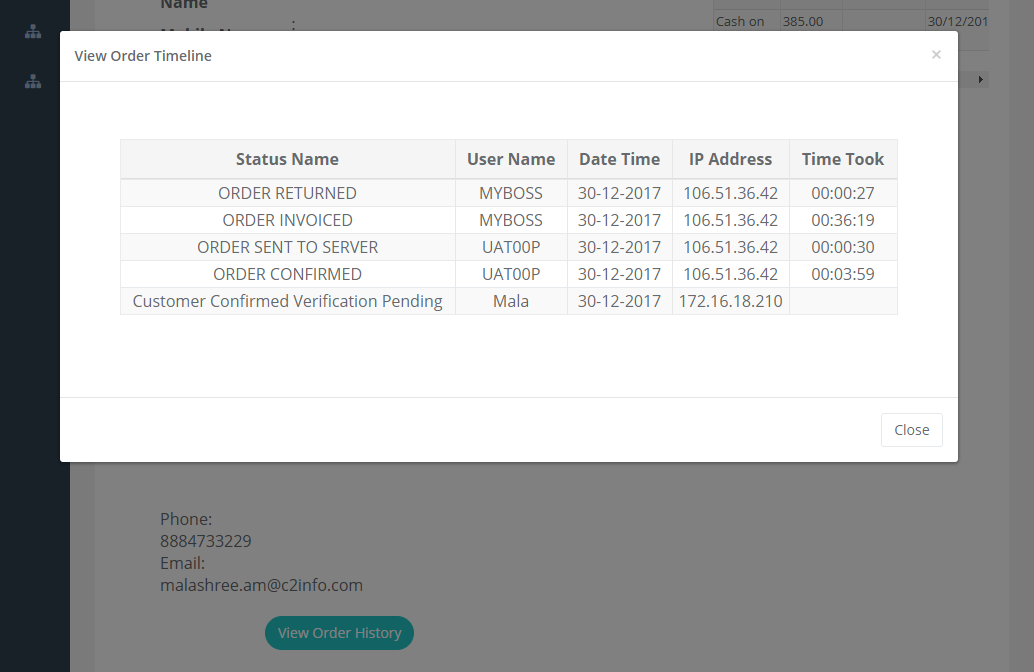 Name
:
Cash on 385.00 30/12/201
View Order Timeline ×
Status Name User Name Date Time IP Address Time Took
ORDER RETURNED MYBOSS 30-12-2017 106.51.36.42 00:00:27
ORDER INVOICED MYBOSS 30-12-2017 106.51.36.42 00:36:19
ORDER SENT TO SERVER UAT00P 30-12-2017 106.51.36.42 00:00:30
ORDER CONFIRMED UAT00P 30-12-2017 106.51.36.42 00:03:59
Customer Confirmed Verification Pending Mala 30-12-2017 172.16.18.210
Close
Phone:
8884733229
Email:
malashree.am@c2info.com
View Order History